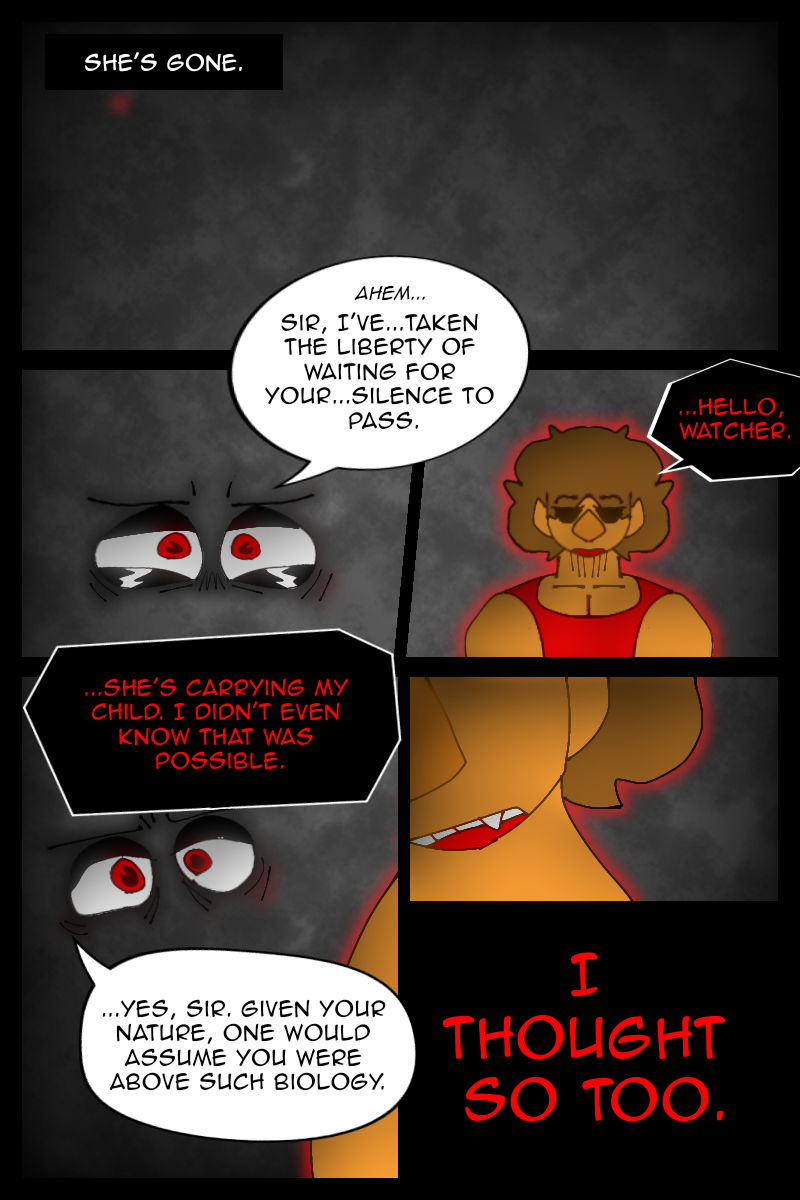 SHE'S GONE.
AHEM...
SIR, I'VE...TAKEN
THE LIBERTY OF
WAITING FOR
YOUR...SILENCE TO
PASS.
...HELLO,
WATCHER.
...SHE'S CARRYING MY
CHILD. I DIDN'T EVEN
KNOW THAT WAS
POSSIBLE.
...YES, SIR. GIVEN YOUR
NATURE, ONE WOULD
ASSUME YOU WERE
ABOVE SUCH BIOLOGY.
I
THOUGHT
SO TOO.